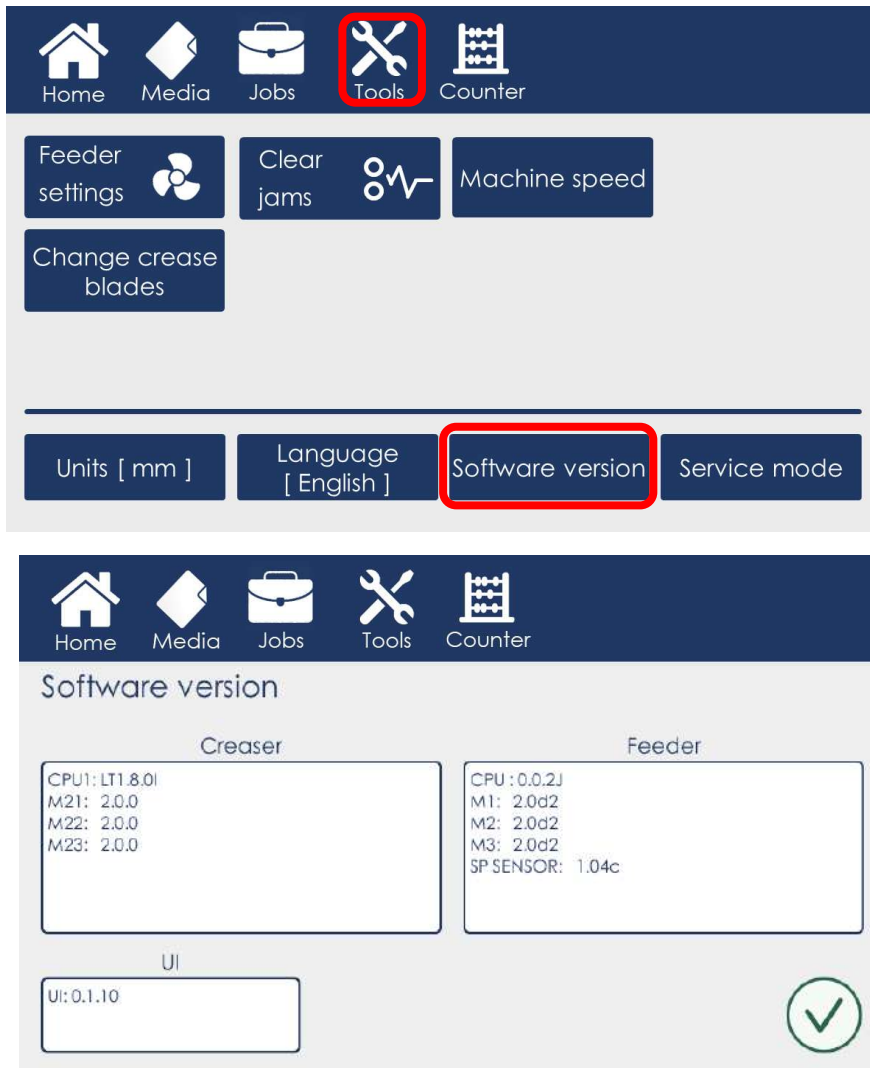 Home Media Jobs Tools Counter
Feeder
settings
Clear
jams
Machine speed
Change crease
blades
Units [ mm ]
Language
[ English ]
Software version
Service mode
Home Media Jobs Tools Counter
Software version
Creaser
CPU1: LT1.8.0I
M21: 2.0.0
M22: 2.0.0
M23: 2.0.0
Feeder
CPU : 0.0.2J
M1: 2.0d2
M2: 2.0d2
M3: 2.0d2
SP SENSOR: 1.04c
UI
UI: 0.1.10